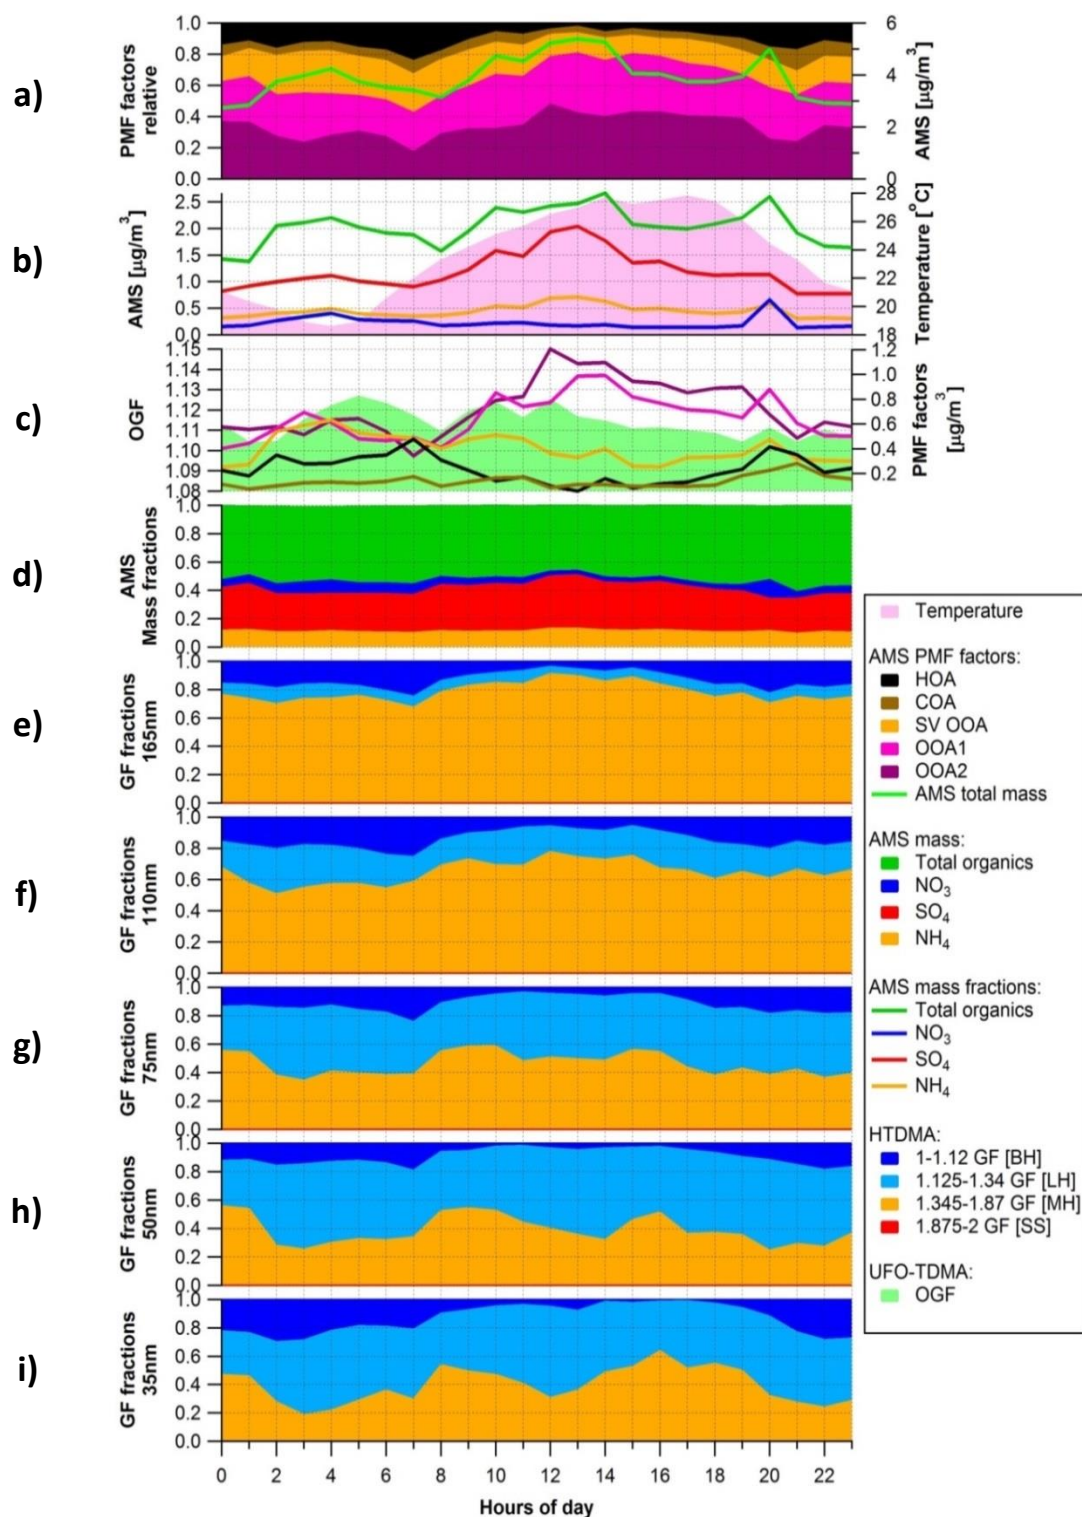 a)
PMF factors
relative
1.0
0.8
0.6
0.4
0.2
0.0
6
4
2
0
AMS [µg/m³]
b)
AMS [µg/m³]
2.5
2.0
1.5
1.0
0.5
0.0
28
26
24
22
20
18
Temperature [°C]
c)
OGF
1.15
1.14
1.13
1.12
1.11
1.10
1.09
1.08
1.2
1.0
0.8
0.6
0.4
0.2
PMF factors
[µg/m³]
d)
AMS
Mass fractions
1.0
0.8
0.6
0.4
0.2
0.0
e)
GF fractions
165nm
1.0
0.8
0.6
0.4
0.2
0.0
f)
GF fractions
110nm
1.0
0.8
0.6
0.4
0.2
0.0
g)
GF fractions
75nm
1.0
0.8
0.6
0.4
0.2
0.0
h)
GF fractions
50nm
1.0
0.8
0.6
0.4
0.2
0.0
i)
GF fractions
35nm
1.0
0.8
0.6
0.4
0.2
0.0
0 2 4 6 8 10 12 14 16 18 20 22
Hours of day
Temperature
AMS PMF factors:
HOA
COA
SV OOA
OOA1
OOA2
AMS total mass
AMS mass:
Total organics
NO₃
SO₄
NH₄
AMS mass fractions:
Total organics
NO₃
SO₄
NH₄
HTDMA:
1-1.12 GF [BH]
1.125-1.34 GF [LH]
1.345-1.87 GF [MH]
1.875-2 GF [SS]
UFO-TDMA:
OGF